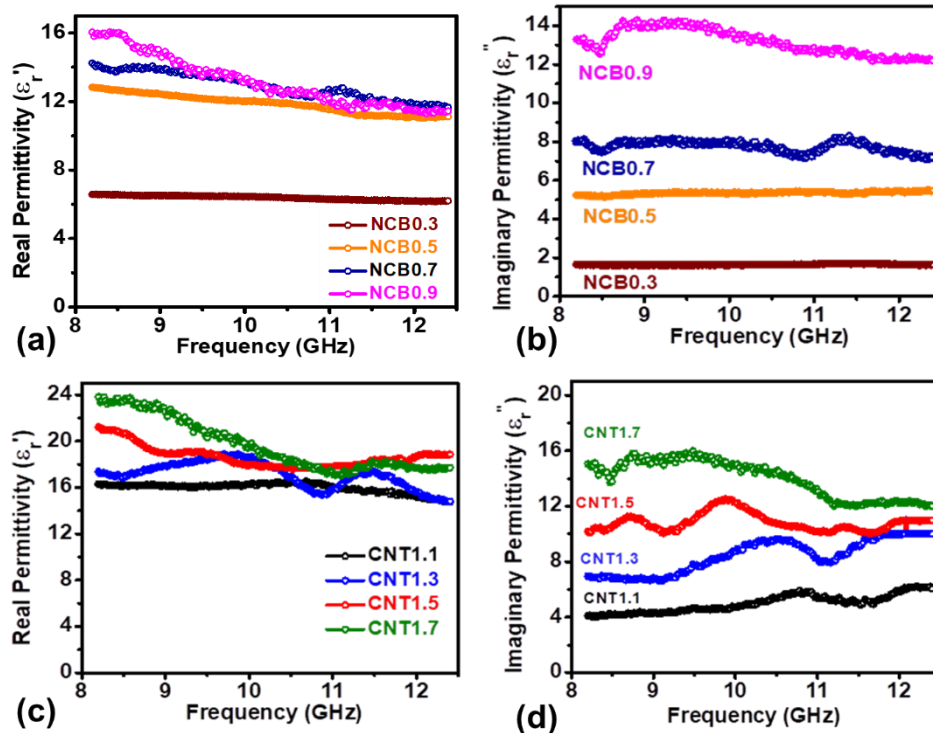 Real Permittivity (εr')
16
12
8
4
0
8 9 10 11 12
Frequency (GHz)
NCB0.3
NCB0.5
NCB0.7
NCB0.9
(a)
Imaginary Permittivity (εr'')
14
12
10
8
6
4
2
0
8 9 10 11 12
Frequency (GHz)
NCB0.9
NCB0.7
NCB0.5
NCB0.3
(b)
Real Permittivity (εr')
24
20
16
12
8
4
0
8 9 10 11 12
Frequency (GHz)
CNT1.1
CNT1.3
CNT1.5
CNT1.7
(c)
Imaginary Permittivity (εr'')
20
16
12
8
4
0
8 9 10 11 12
Frequency (GHz)
CNT1.7
CNT1.5
CNT1.3
CNT1.1
(d)